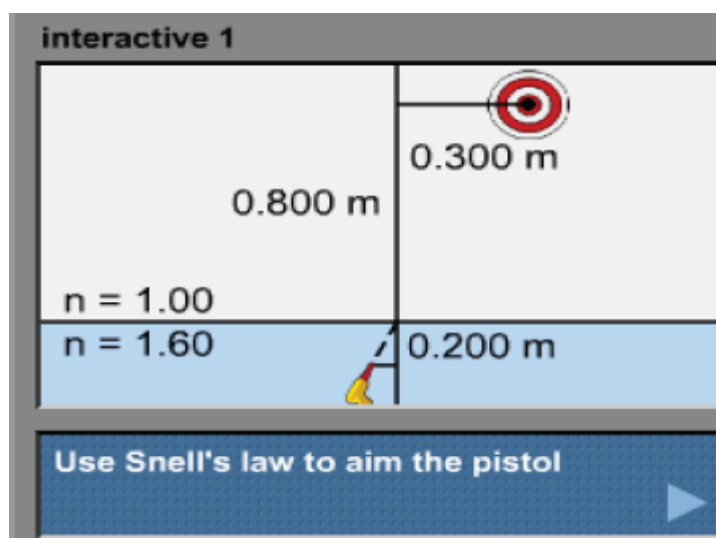 interactive 1
0.300 m
0.800 m
n = 1.00
n = 1.60
0.200 m
Use Snell's law to aim the pistol